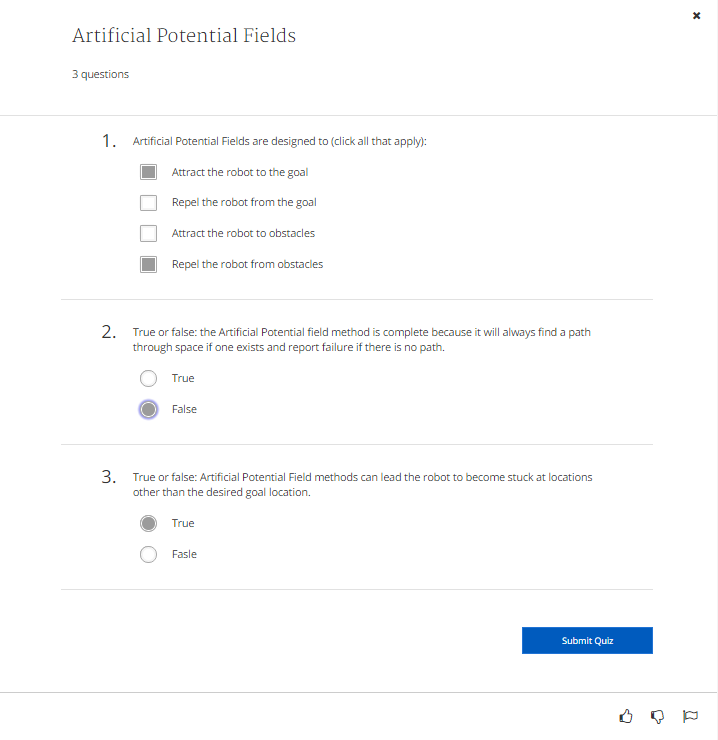 Artificial Potential Fields
3 questions
1. Artificial Potential Fields are designed to (click all that apply):
Attract the robot to the goal
Repel the robot from the goal
Attract the robot to obstacles
Repel the robot from obstacles
2. True or false: the Artificial Potential field method is complete because it will always find a path
through space if one exists and report failure if there is no path.
True
False
3. True or false: Artificial Potential Field methods can lead the robot to become stuck at locations
other than the desired goal location.
True
Fasle
Submit Quiz